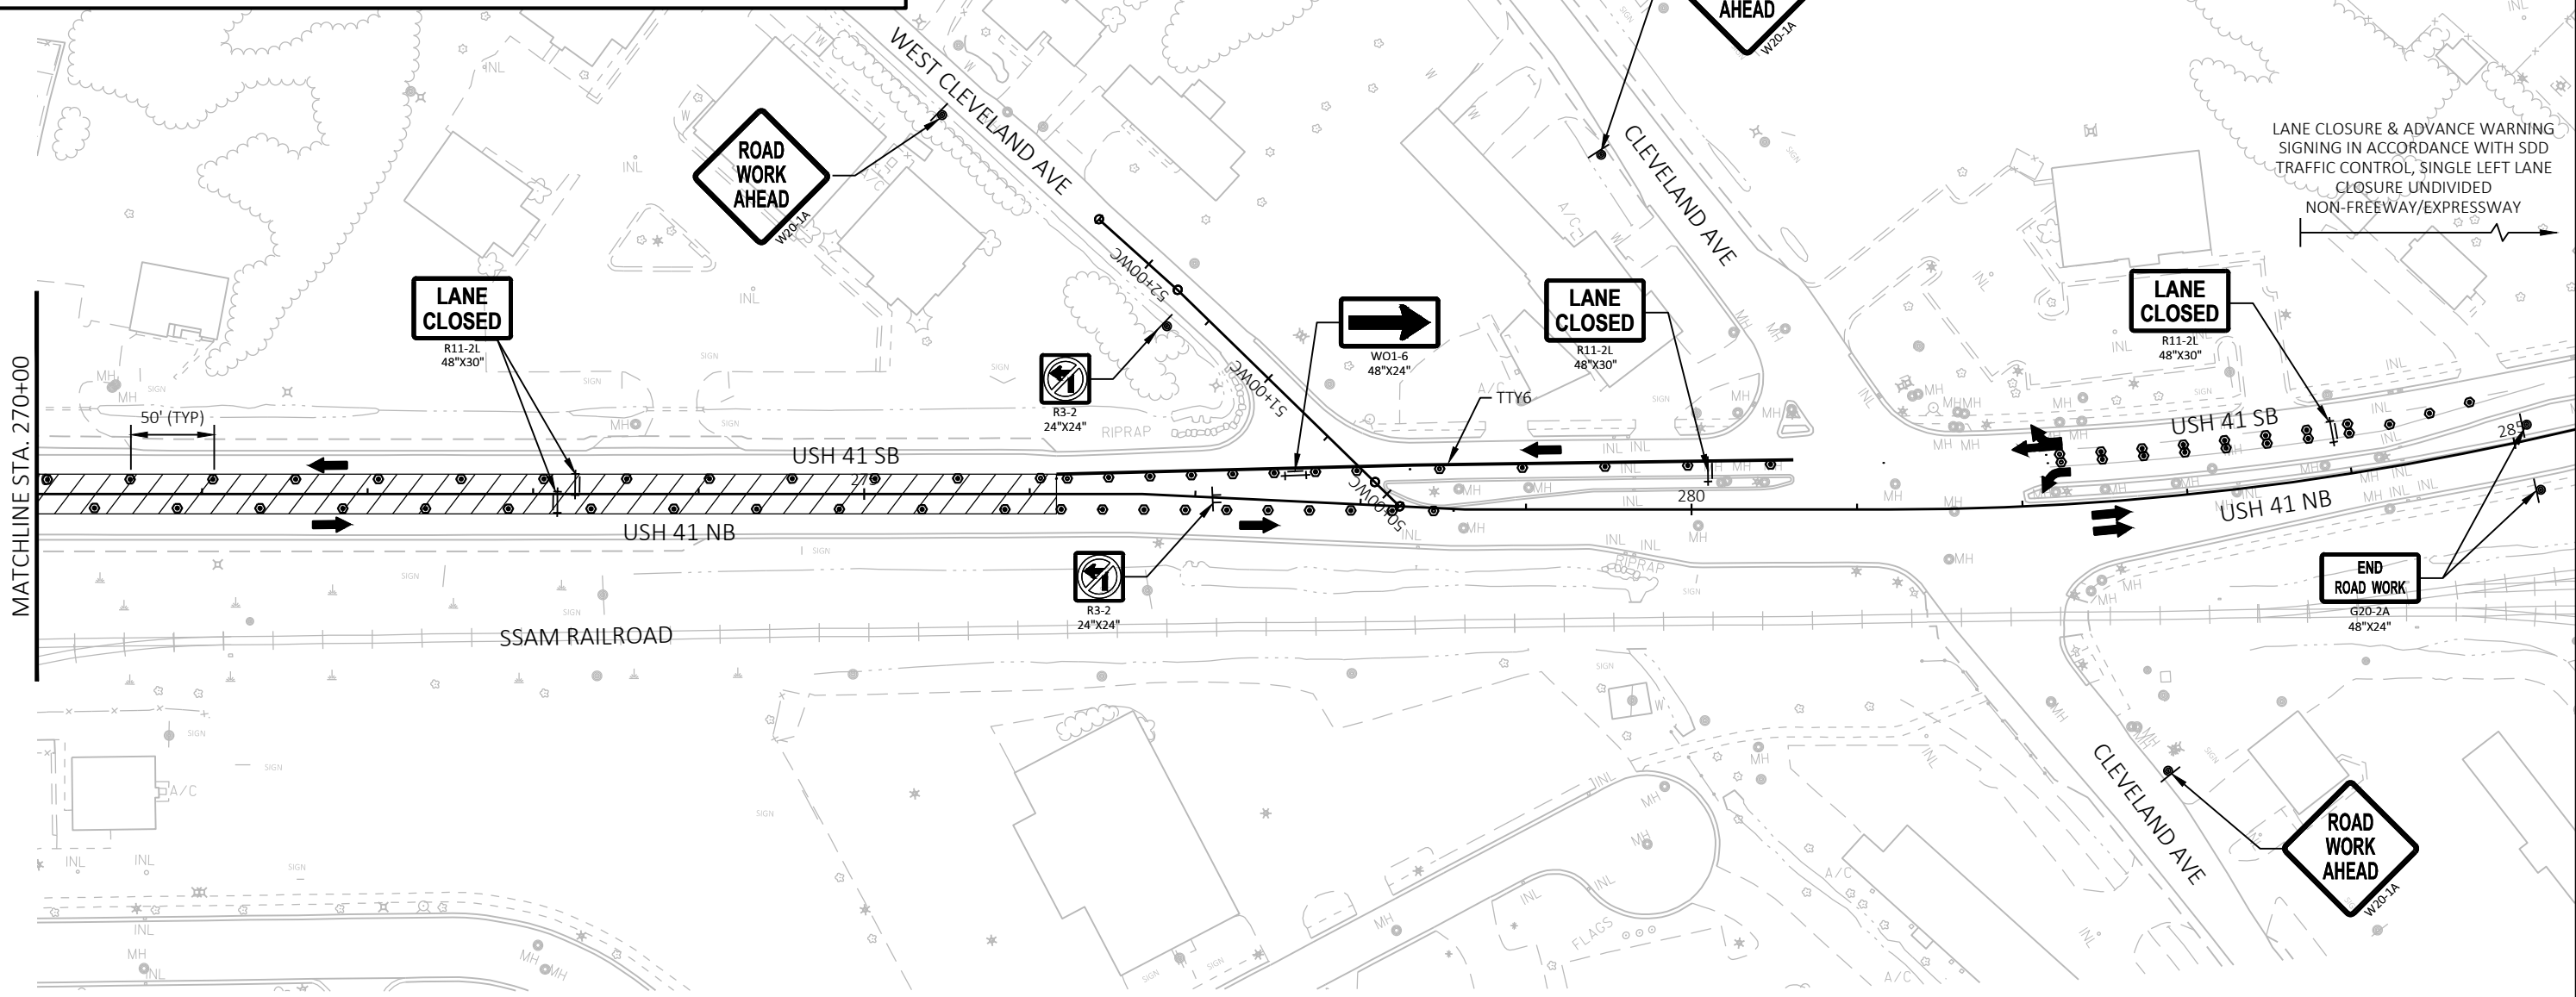 AHEAD
W20-1A
WEST CLEVELAND AVE
ROAD
WORK
AHEAD
W20-1A
CLEVELAND AVE
LANE CLOSURE & ADVANCE WARNING
SIGNING IN ACCORDANCE WITH SDD
TRAFFIC CONTROL, SINGLE LEFT LANE
CLOSURE UNDIVIDED
NON-FREEWAY/EXPRESSWAY
LANE
CLOSED
R11-2L
48"X30"
52+00WC
51+00WC
50+00WC
WO1-6
48"X24"
LANE
CLOSED
R11-2L
48"X30"
LANE
CLOSED
R11-2L
48"X30"
R3-2
24"X24"
TTY6
MATCHLINE STA. 270+00
50' (TYP)
RIPRAP
USH 41 SB
USH 41 SB
285
280
USH 41 NB
USH 41 NB
R3-2
24"X24"
RIPRAP
END
ROAD WORK
G20-2A
48"X24"
SSAM RAILROAD
A/C
CLEVELAND AVE
ROAD
WORK
AHEAD
W20-1A
FLAGS
A/C
A/C
INL
MH
SIGN